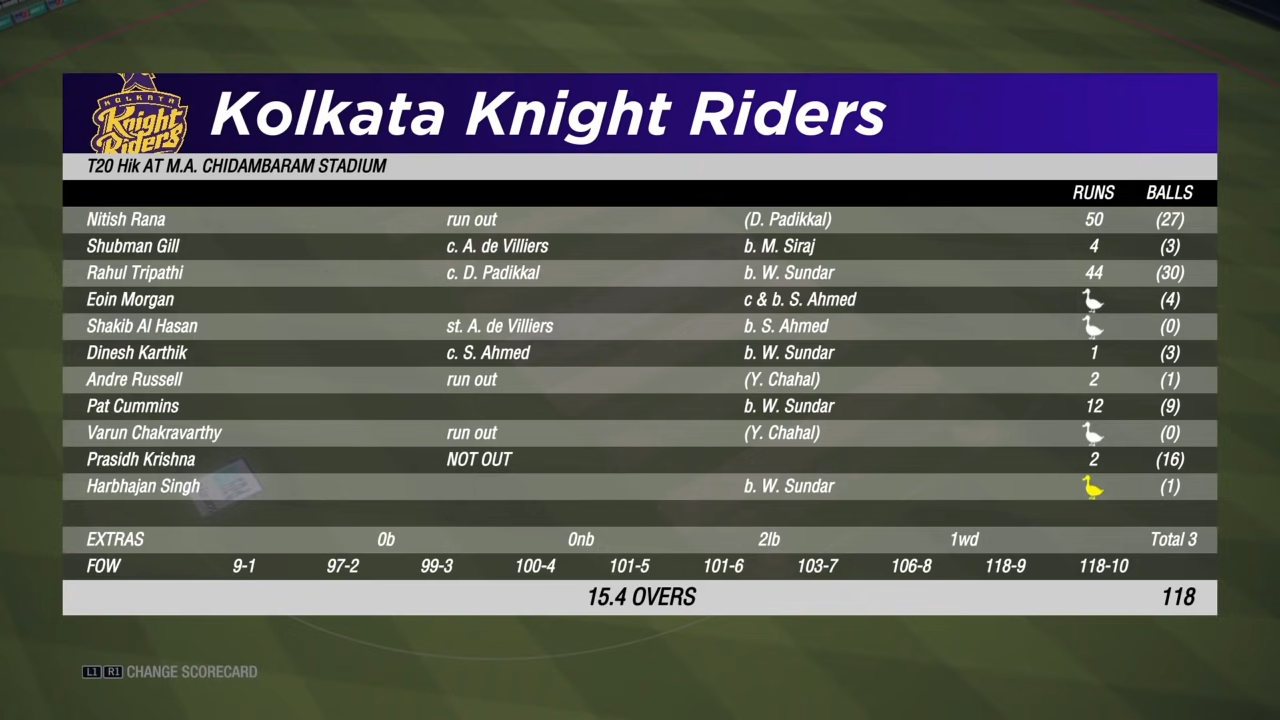 KOLKATA
Knight
Riders
Kolkata Knight Riders
T20 Hik AT M.A. CHIDAMBARAM STADIUM
RUNS BALLS
Nitish Rana run out (D. Padikkal) 50 (27)
Shubman Gill c. A. de Villiers b. M. Siraj 4 (3)
Rahul Tripathi c. D. Padikkal b. W. Sundar 44 (30)
Eoin Morgan c & b. S. Ahmed (4)
Shakib Al Hasan st. A. de Villiers b. S. Ahmed (0)
Dinesh Karthik c. S. Ahmed b. W. Sundar 1 (3)
Andre Russell run out (Y. Chahal) 2 (1)
Pat Cummins b. W. Sundar 12 (9)
Varun Chakravarthy run out (Y. Chahal) (0)
Prasidh Krishna NOT OUT 2 (16)
Harbhajan Singh b. W. Sundar (1)
EXTRAS 0b 0nb 2lb 1wd Total 3
FOW 9-1 97-2 99-3 100-4 101-5 101-6 103-7 106-8 118-9 118-10
15.4 OVERS 118
L1 R1 CHANGE SCORECARD